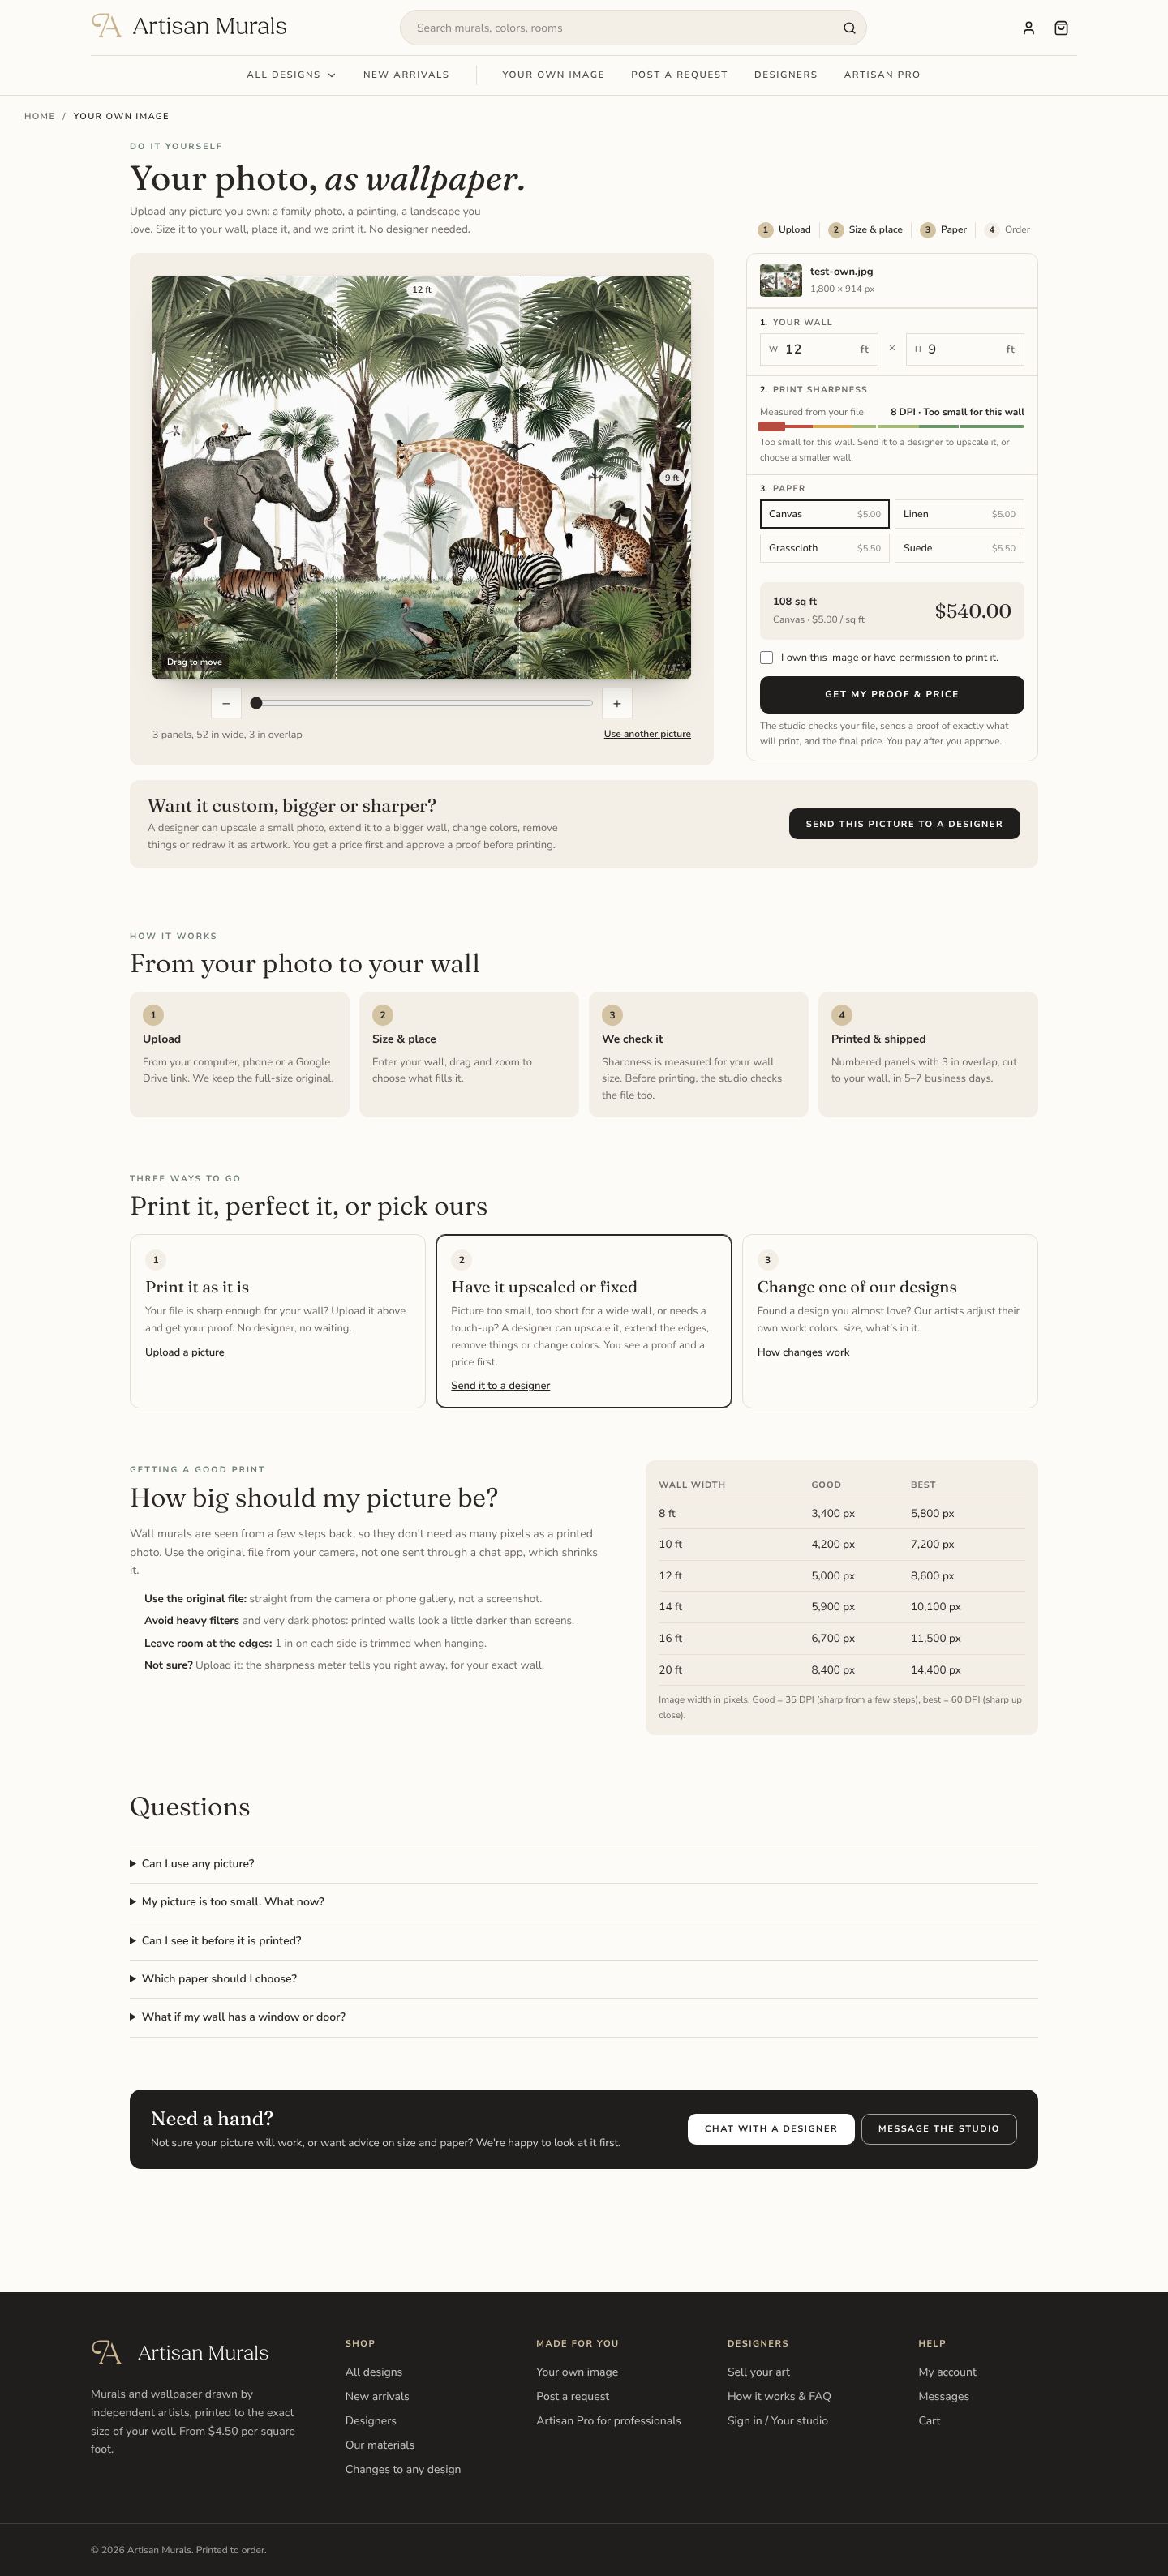 Artisan Murals
Search murals, colors, rooms
ALL DESIGNS
NEW ARRIVALS
YOUR OWN IMAGE
POST A REQUEST
DESIGNERS
ARTISAN PRO
HOME / YOUR OWN IMAGE
DO IT YOURSELF
Your photo, as wallpaper.
Upload any picture you own: a family photo, a painting, a landscape you
love. Size it to your wall, place it, and we print it. No designer needed.
1 Upload
2 Size & place
3 Paper
4 Order
12 ft
9 ft
Drag to move
−
+
3 panels, 52 in wide, 3 in overlap
Use another picture
test-own.jpg
1,800 × 914 px
1. YOUR WALL
W 12 ft × H 9 ft
2. PRINT SHARPNESS
Measured from your file
8 DPI · Too small for this wall
Too small for this wall. Send it to a designer to upscale it, or
choose a smaller wall.
3. PAPER
Canvas $5.00
Linen $5.00
Grasscloth $5.50
Suede $5.50
108 sq ft
Canvas · $5.00 / sq ft
$540.00
I own this image or have permission to print it.
GET MY PROOF & PRICE
The studio checks your file, sends a proof of exactly what
will print, and the final price. You pay after you approve.
Want it custom, bigger or sharper?
A designer can upscale a small photo, extend it to a bigger wall, change colors, remove
things or redraw it as artwork. You get a price first and approve a proof before printing.
SEND THIS PICTURE TO A DESIGNER
HOW IT WORKS
From your photo to your wall
1
Upload
From your computer, phone or a Google
Drive link. We keep the full-size original.
2
Size & place
Enter your wall, drag and zoom to
choose what fills it.
3
We check it
Sharpness is measured for your wall
size. Before printing, the studio checks
the file too.
4
Printed & shipped
Numbered panels with 3 in overlap, cut
to your wall, in 5–7 business days.
THREE WAYS TO GO
Print it, perfect it, or pick ours
1
Print it as it is
Your file is sharp enough for your wall? Upload it above
and get your proof. No designer, no waiting.
Upload a picture
2
Have it upscaled or fixed
Picture too small, too short for a wide wall, or needs a
touch-up? A designer can upscale it, extend the edges,
remove things or change colors. You see a proof and a
price first.
Send it to a designer
3
Change one of our designs
Found a design you almost love? Our artists adjust their
own work: colors, size, what's in it.
How changes work
GETTING A GOOD PRINT
How big should my picture be?
Wall murals are seen from a few steps back, so they don't need as many pixels as a printed
photo. Use the original file from your camera, not one sent through a chat app, which shrinks
it.
Use the original file: straight from the camera or phone gallery, not a screenshot.
Avoid heavy filters and very dark photos: printed walls look a little darker than screens.
Leave room at the edges: 1 in on each side is trimmed when hanging.
Not sure? Upload it: the sharpness meter tells you right away, for your exact wall.
WALL WIDTH GOOD BEST
8 ft 3,400 px 5,800 px
10 ft 4,200 px 7,200 px
12 ft 5,000 px 8,600 px
14 ft 5,900 px 10,100 px
16 ft 6,700 px 11,500 px
20 ft 8,400 px 14,400 px
Image width in pixels. Good = 35 DPI (sharp from a few steps), best = 60 DPI (sharp up
close).
Questions
Can I use any picture?
My picture is too small. What now?
Can I see it before it is printed?
Which paper should I choose?
What if my wall has a window or door?
Need a hand?
Not sure your picture will work, or want advice on size and paper? We're happy to look at it first.
CHAT WITH A DESIGNER
MESSAGE THE STUDIO
Artisan Murals
Murals and wallpaper drawn by
independent artists, printed to the exact
size of your wall. From $4.50 per square
foot.
SHOP
All designs
New arrivals
Designers
Our materials
Changes to any design
MADE FOR YOU
Your own image
Post a request
Artisan Pro for professionals
DESIGNERS
Sell your art
How it works & FAQ
Sign in / Your studio
HELP
My account
Messages
Cart
© 2026 Artisan Murals. Printed to order.